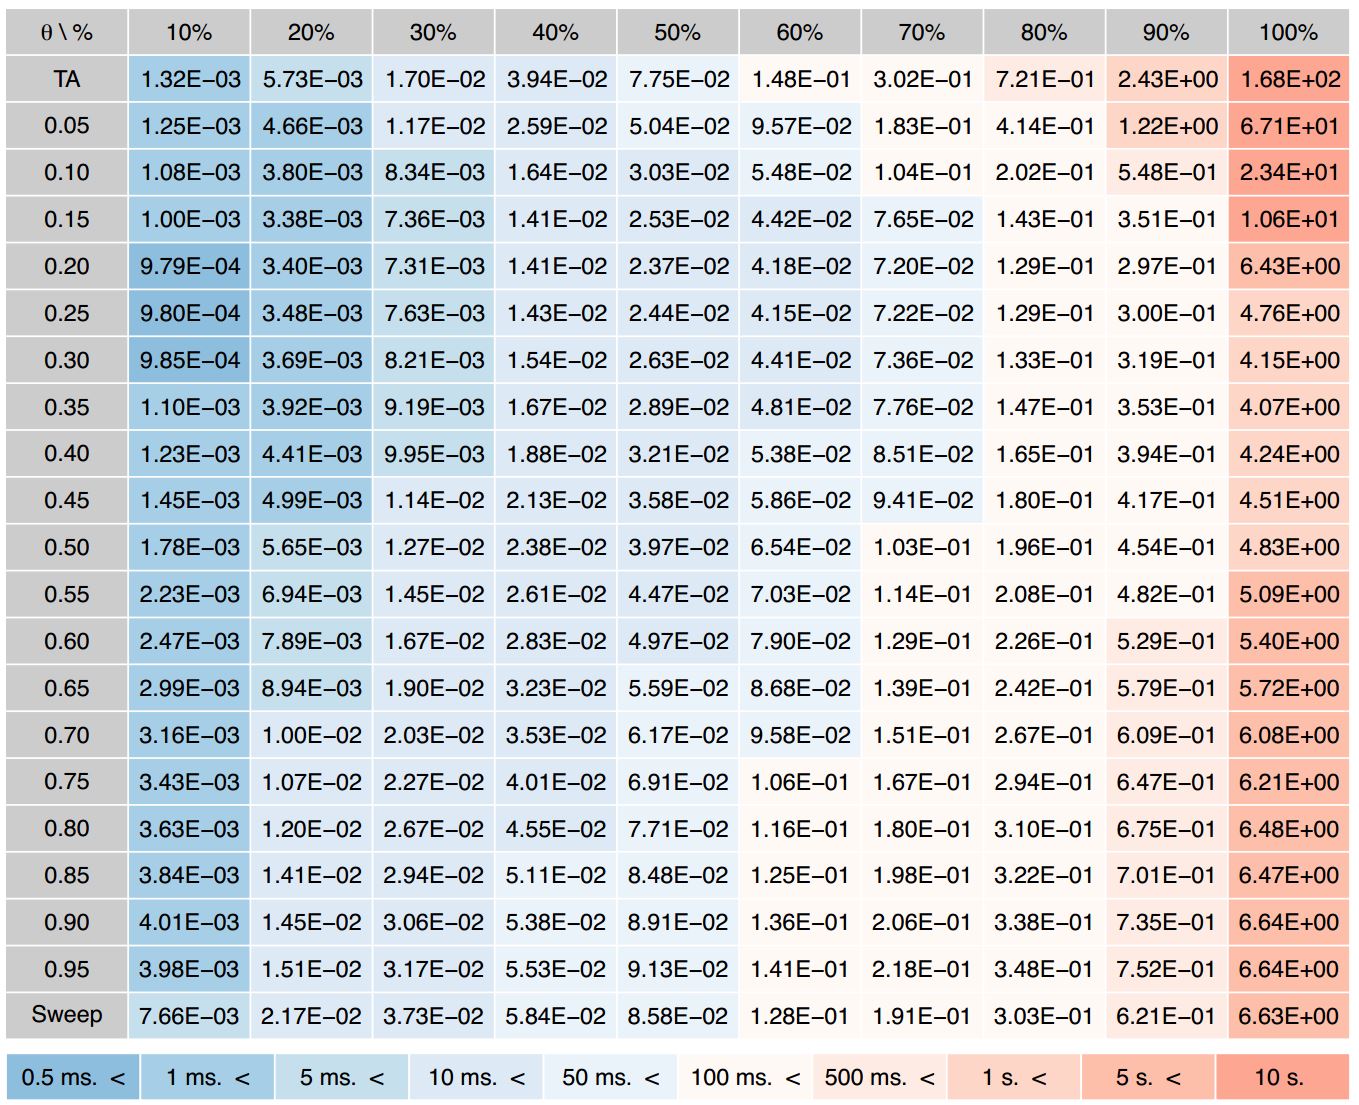 θ \ % 10% 20% 30% 40% 50% 60% 70% 80% 90% 100%
TA 1.32E−03 5.73E−03 1.70E−02 3.94E−02 7.75E−02 1.48E−01 3.02E−01 7.21E−01 2.43E+00 1.68E+02
0.05 1.25E−03 4.66E−03 1.17E−02 2.59E−02 5.04E−02 9.57E−02 1.83E−01 4.14E−01 1.22E+00 6.71E+01
0.10 1.08E−03 3.80E−03 8.34E−03 1.64E−02 3.03E−02 5.48E−02 1.04E−01 2.02E−01 5.48E−01 2.34E+01
0.15 1.00E−03 3.38E−03 7.36E−03 1.41E−02 2.53E−02 4.42E−02 7.65E−02 1.43E−01 3.51E−01 1.06E+01
0.20 9.79E−04 3.40E−03 7.31E−03 1.41E−02 2.37E−02 4.18E−02 7.20E−02 1.29E−01 2.97E−01 6.43E+00
0.25 9.80E−04 3.48E−03 7.63E−03 1.43E−02 2.44E−02 4.15E−02 7.22E−02 1.29E−01 3.00E−01 4.76E+00
0.30 9.85E−04 3.69E−03 8.21E−03 1.54E−02 2.63E−02 4.41E−02 7.36E−02 1.33E−01 3.19E−01 4.15E+00
0.35 1.10E−03 3.92E−03 9.19E−03 1.67E−02 2.89E−02 4.81E−02 7.76E−02 1.47E−01 3.53E−01 4.07E+00
0.40 1.23E−03 4.41E−03 9.95E−03 1.88E−02 3.21E−02 5.38E−02 8.51E−02 1.65E−01 3.94E−01 4.24E+00
0.45 1.45E−03 4.99E−03 1.14E−02 2.13E−02 3.58E−02 5.86E−02 9.41E−02 1.80E−01 4.17E−01 4.51E+00
0.50 1.78E−03 5.65E−03 1.27E−02 2.38E−02 3.97E−02 6.54E−02 1.03E−01 1.96E−01 4.54E−01 4.83E+00
0.55 2.23E−03 6.94E−03 1.45E−02 2.61E−02 4.47E−02 7.03E−02 1.14E−01 2.08E−01 4.82E−01 5.09E+00
0.60 2.47E−03 7.89E−03 1.67E−02 2.83E−02 4.97E−02 7.90E−02 1.29E−01 2.26E−01 5.29E−01 5.40E+00
0.65 2.99E−03 8.94E−03 1.90E−02 3.23E−02 5.59E−02 8.68E−02 1.39E−01 2.42E−01 5.79E−01 5.72E+00
0.70 3.16E−03 1.00E−02 2.03E−02 3.53E−02 6.17E−02 9.58E−02 1.51E−01 2.67E−01 6.09E−01 6.08E+00
0.75 3.43E−03 1.07E−02 2.27E−02 4.01E−02 6.91E−02 1.06E−01 1.67E−01 2.94E−01 6.47E−01 6.21E+00
0.80 3.63E−03 1.20E−02 2.67E−02 4.55E−02 7.71E−02 1.16E−01 1.80E−01 3.10E−01 6.75E−01 6.48E+00
0.85 3.84E−03 1.41E−02 2.94E−02 5.11E−02 8.48E−02 1.25E−01 1.98E−01 3.22E−01 7.01E−01 6.47E+00
0.90 4.01E−03 1.45E−02 3.06E−02 5.38E−02 8.91E−02 1.36E−01 2.06E−01 3.38E−01 7.35E−01 6.64E+00
0.95 3.98E−03 1.51E−02 3.17E−02 5.53E−02 9.13E−02 1.41E−01 2.18E−01 3.48E−01 7.52E−01 6.64E+00
Sweep 7.66E−03 2.17E−02 3.73E−02 5.84E−02 8.58E−02 1.28E−01 1.91E−01 3.03E−01 6.21E−01 6.63E+00
0.5 ms. < 1 ms. < 5 ms. < 10 ms. < 50 ms. < 100 ms. < 500 ms. < 1 s. < 5 s. < 10 s.